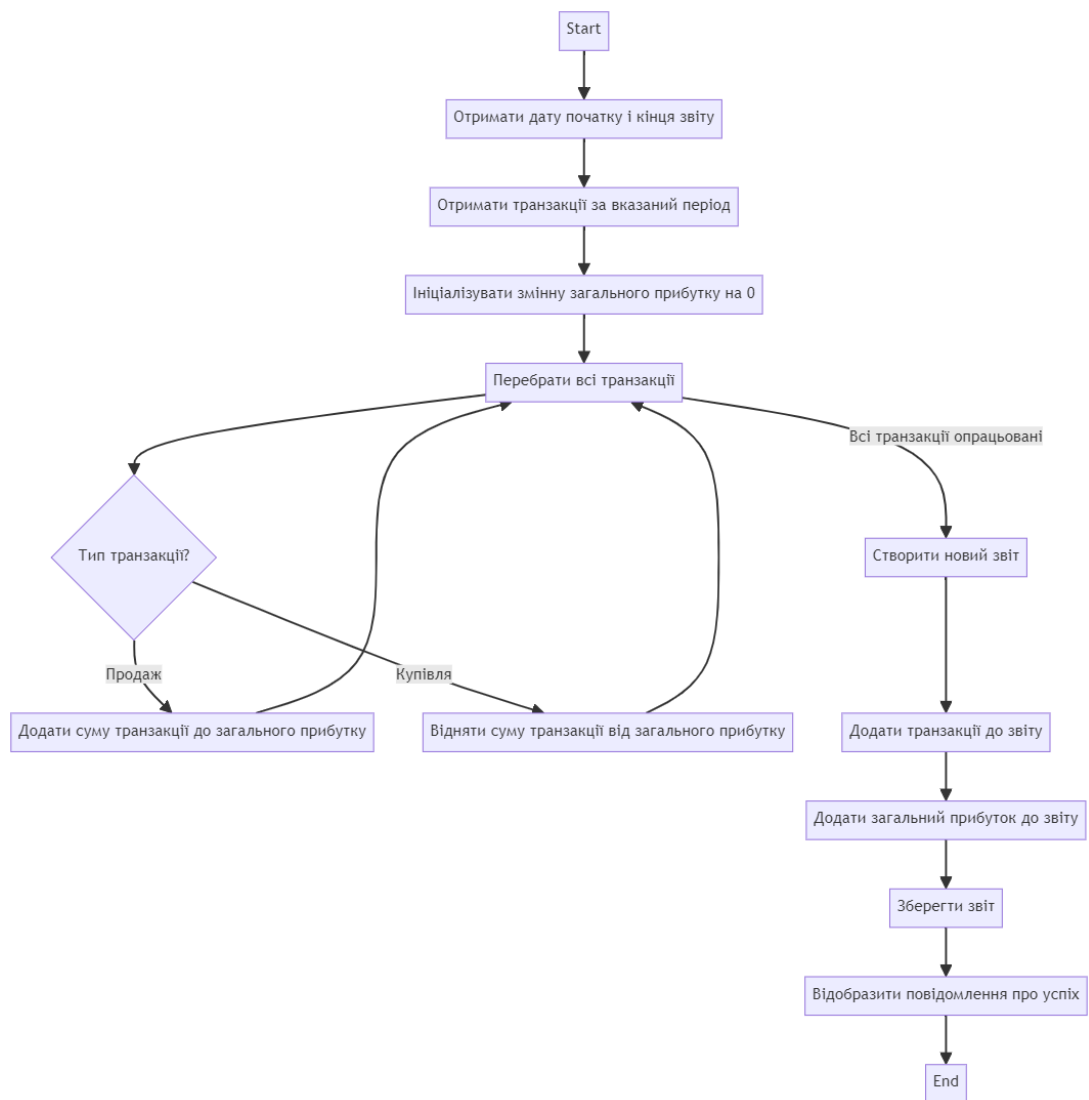 Start
Отримати дату початку і кінця звіту
Отримати транзакції за вказаний період
Ініціалізувати змінну загального прибутку на 0
Перебрати всі транзакції
Всі транзакції опрацьовані
Тип транзакції?
Створити новий звіт
Продаж
Купівля
Додати суму транзакції до загального прибутку
Відняти суму транзакції від загального прибутку
Додати транзакції до звіту
Додати загальний прибуток до звіту
Зберегти звіт
Відобразити повідомлення про успіх
End